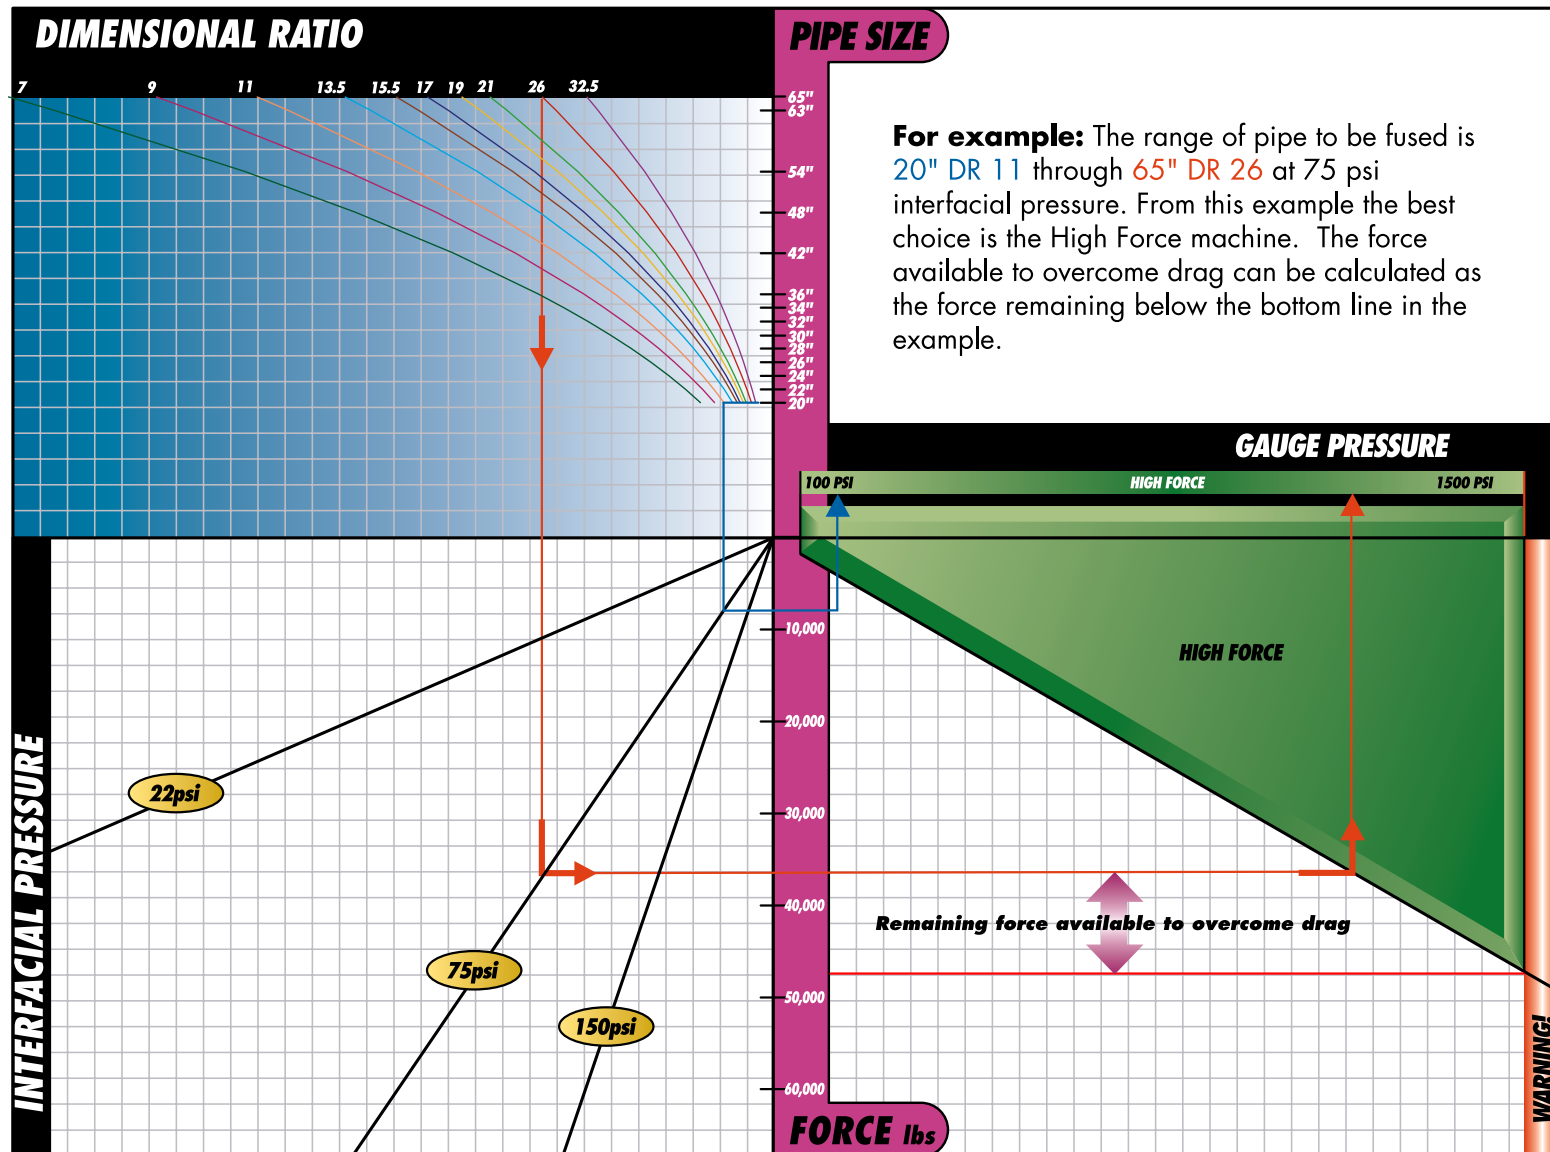 DIMENSIONAL RATIO
PIPE SIZE
7 9 11 13.5 15.5 17 19 21 26 32.5
65"
63"
54"
48"
42"
36"
34"
32"
30"
28"
26"
24"
22"
20"
For example: The range of pipe to be fused is
20" DR 11 through 65" DR 26 at 75 psi
interfacial pressure. From this example the best
choice is the High Force machine. The force
available to overcome drag can be calculated as
the force remaining below the bottom line in the
example.
GAUGE PRESSURE
100 PSI HIGH FORCE 1500 PSI
HIGH FORCE
10,000
20,000
30,000
40,000
50,000
60,000
INTERFACIAL PRESSURE
22psi
75psi
150psi
Remaining force available to overcome drag
WARNING!
FORCE lbs